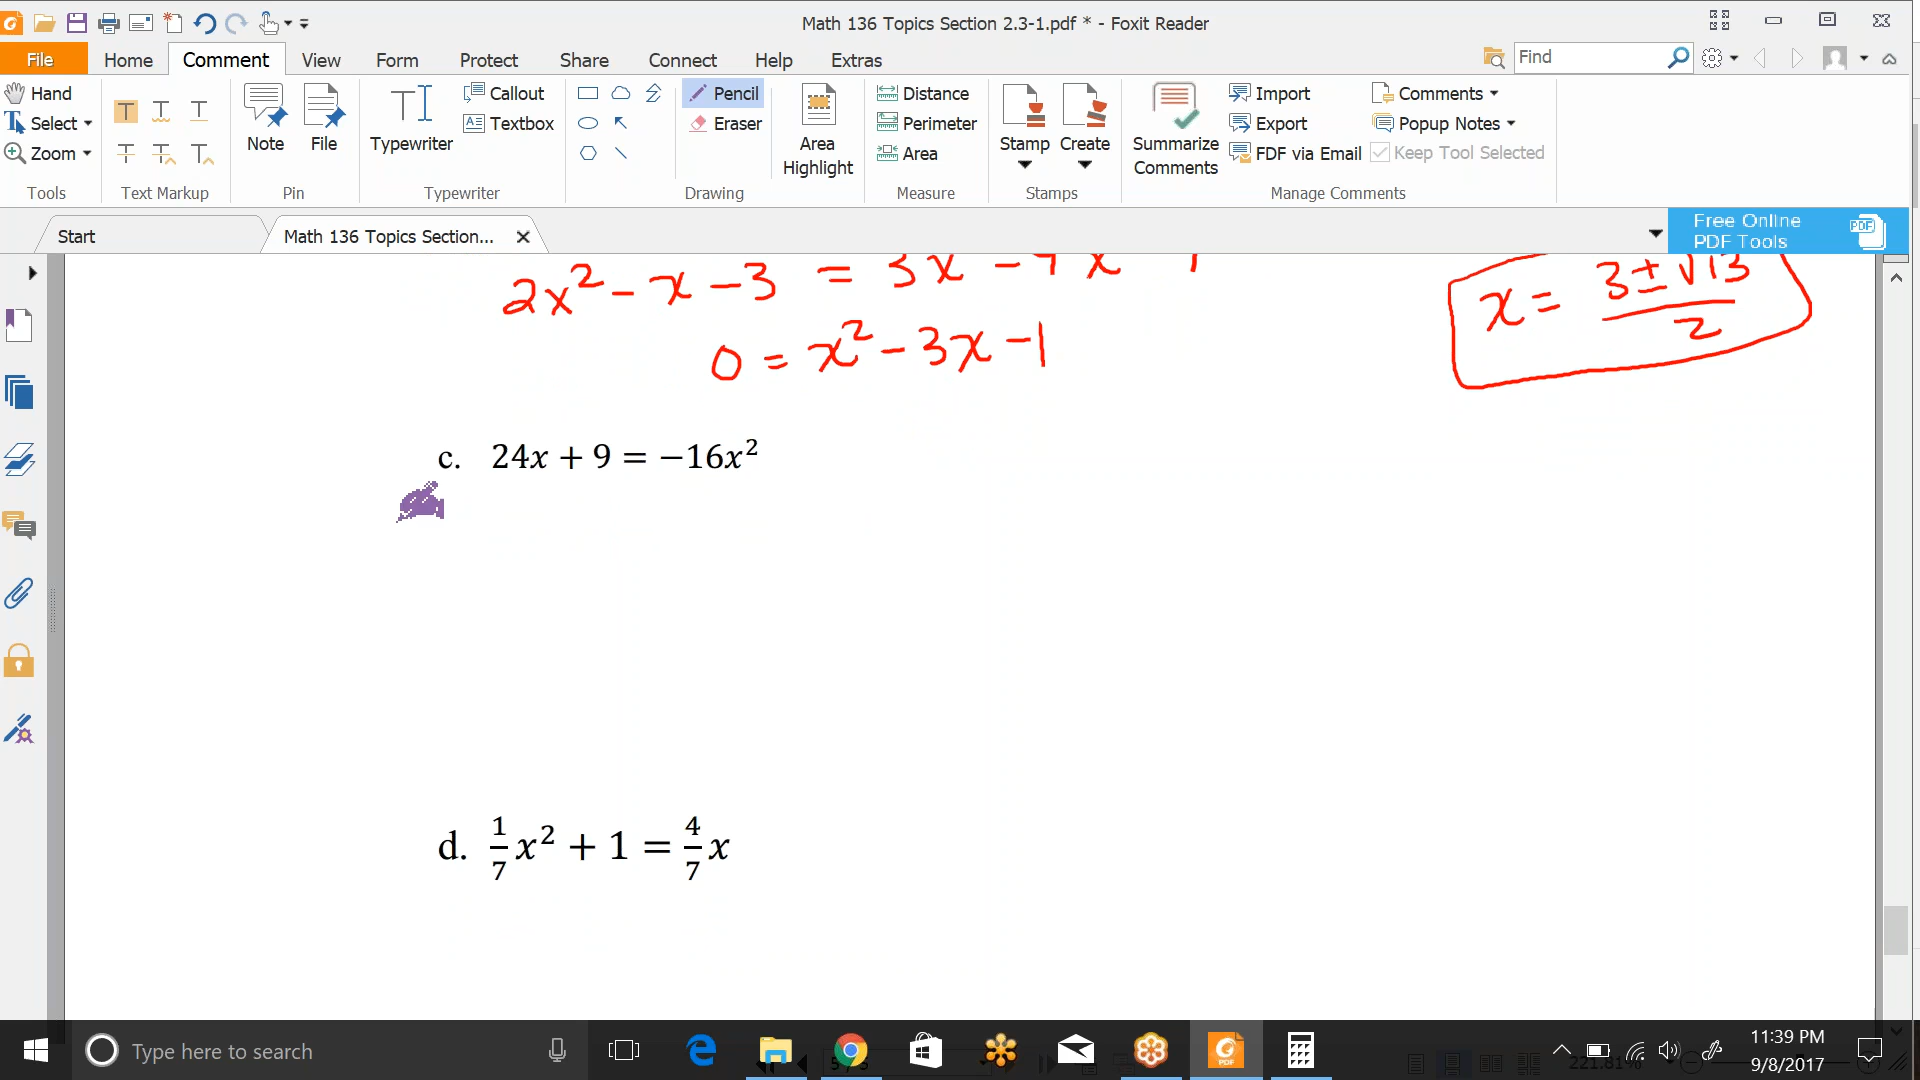 Math 136 Topics Section 2.3-1.pdf * - Foxit Reader
File Home Comment View Form Protect Share Connect Help Extras Find
Hand
Select
Zoom
Tools
Text Markup
Note File
Pin
Typewriter
Callout
Textbox
Typewriter
Pencil
Eraser
Drawing
Area Highlight
Distance
Perimeter
Area
Measure
Stamp Create
Stamps
Summarize Comments
Import
Export
FDF via Email
Comments
Popup Notes
Keep Tool Selected
Manage Comments
Start Math 136 Topics Section...
Free Online
PDF Tools
2x² - x - 3 = 3x
x = (3 ± √13)/2
0 = x² - 3x - 1
c. 24x + 9 = −16x²
d. 1/7 x² + 1 = 4/7 x
Type here to search
11:39 PM
9/8/2017